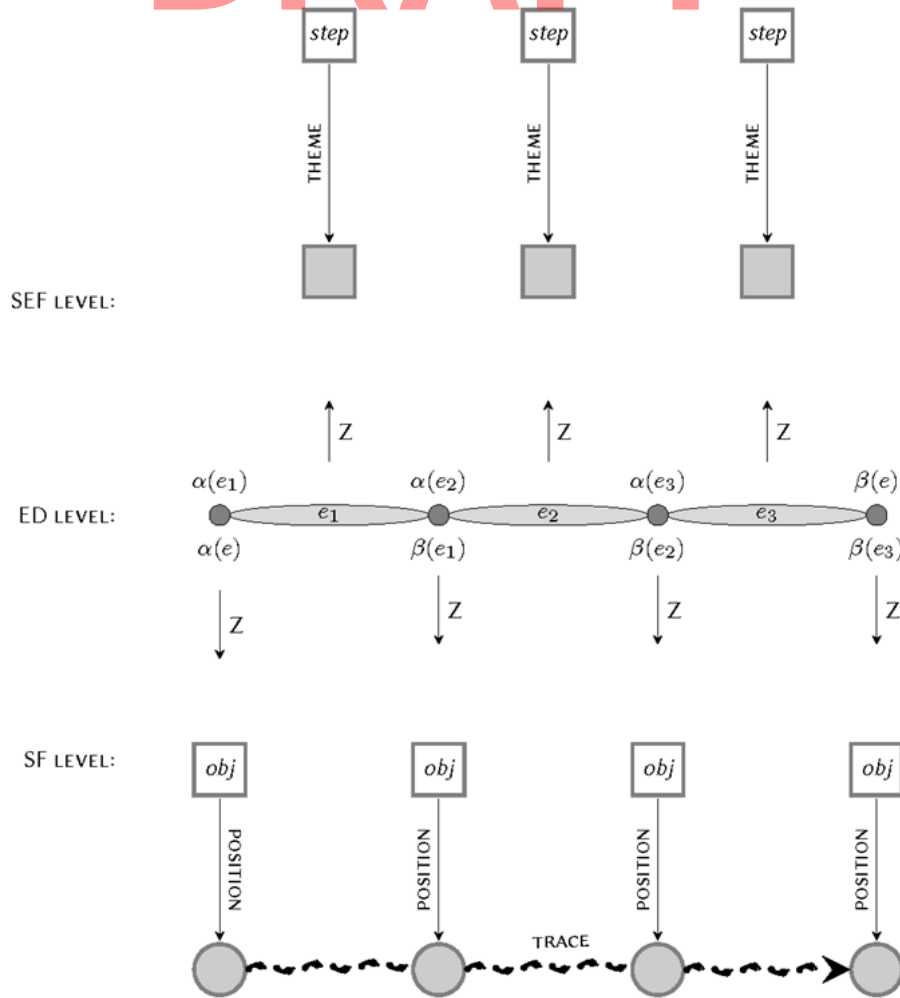 DRAFT
step step step
THEME THEME THEME
SEF LEVEL:
Z Z Z
α(e1) α(e2) α(e3) β(e)
ED LEVEL: e1 e2 e3
α(e) β(e1) β(e2) β(e3)
Z Z Z Z
SF LEVEL: obj obj obj obj
POSITION POSITION POSITION POSITION
TRACE